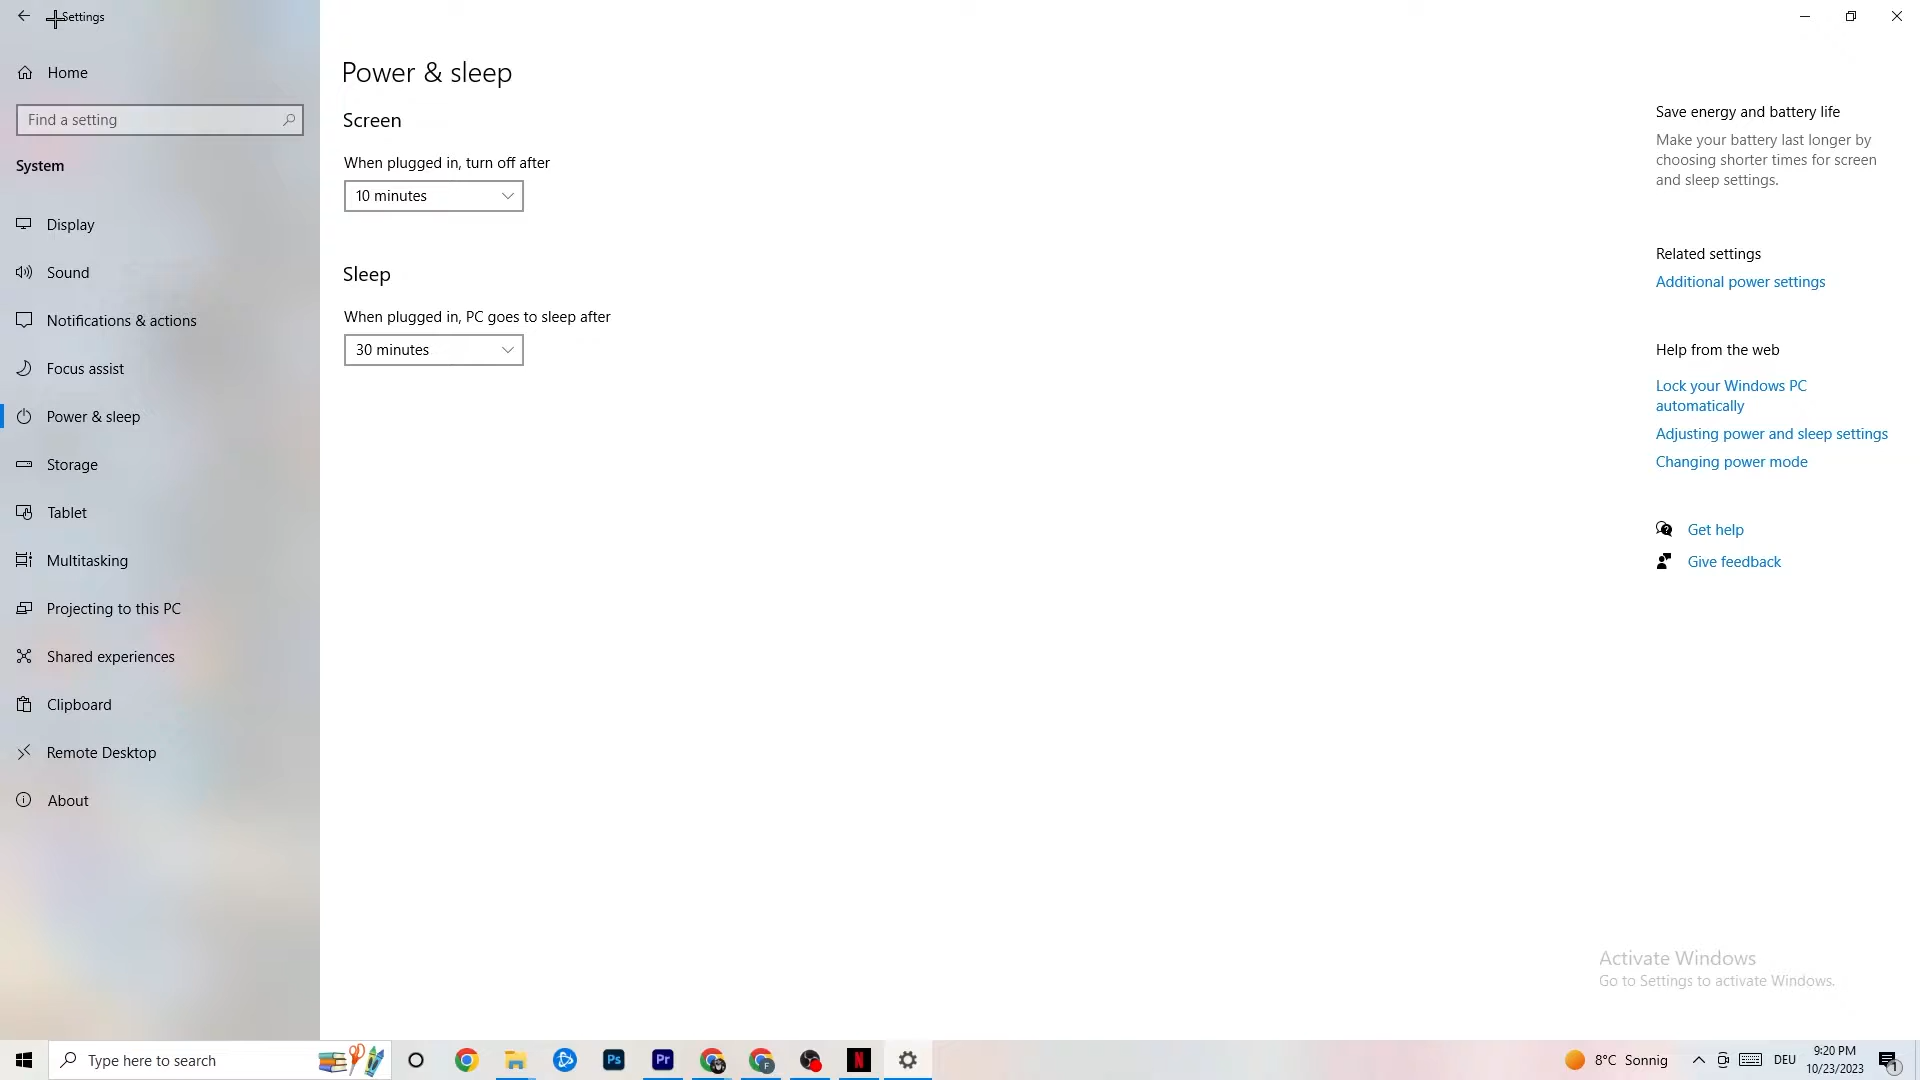 Settings
Home
Find a setting
System
Display
Sound
Notifications & actions
Focus assist
Power & sleep
Storage
Tablet
Multitasking
Projecting to this PC
Shared experiences
Clipboard
Remote Desktop
About
Power & sleep
Screen
When plugged in, turn off after
10 minutes
Sleep
When plugged in, PC goes to sleep after
30 minutes
Save energy and battery life
Make your battery last longer by
choosing shorter times for screen
and sleep settings.
Related settings
Additional power settings
Help from the web
Lock your Windows PC
automatically
Adjusting power and sleep settings
Changing power mode
Get help
Give feedback
Activate Windows
Go to Settings to activate Windows.
Type here to search
Ps
Pr
F
N
8°C Sonnig
DEU
9:20 PM
10/23/2023
1